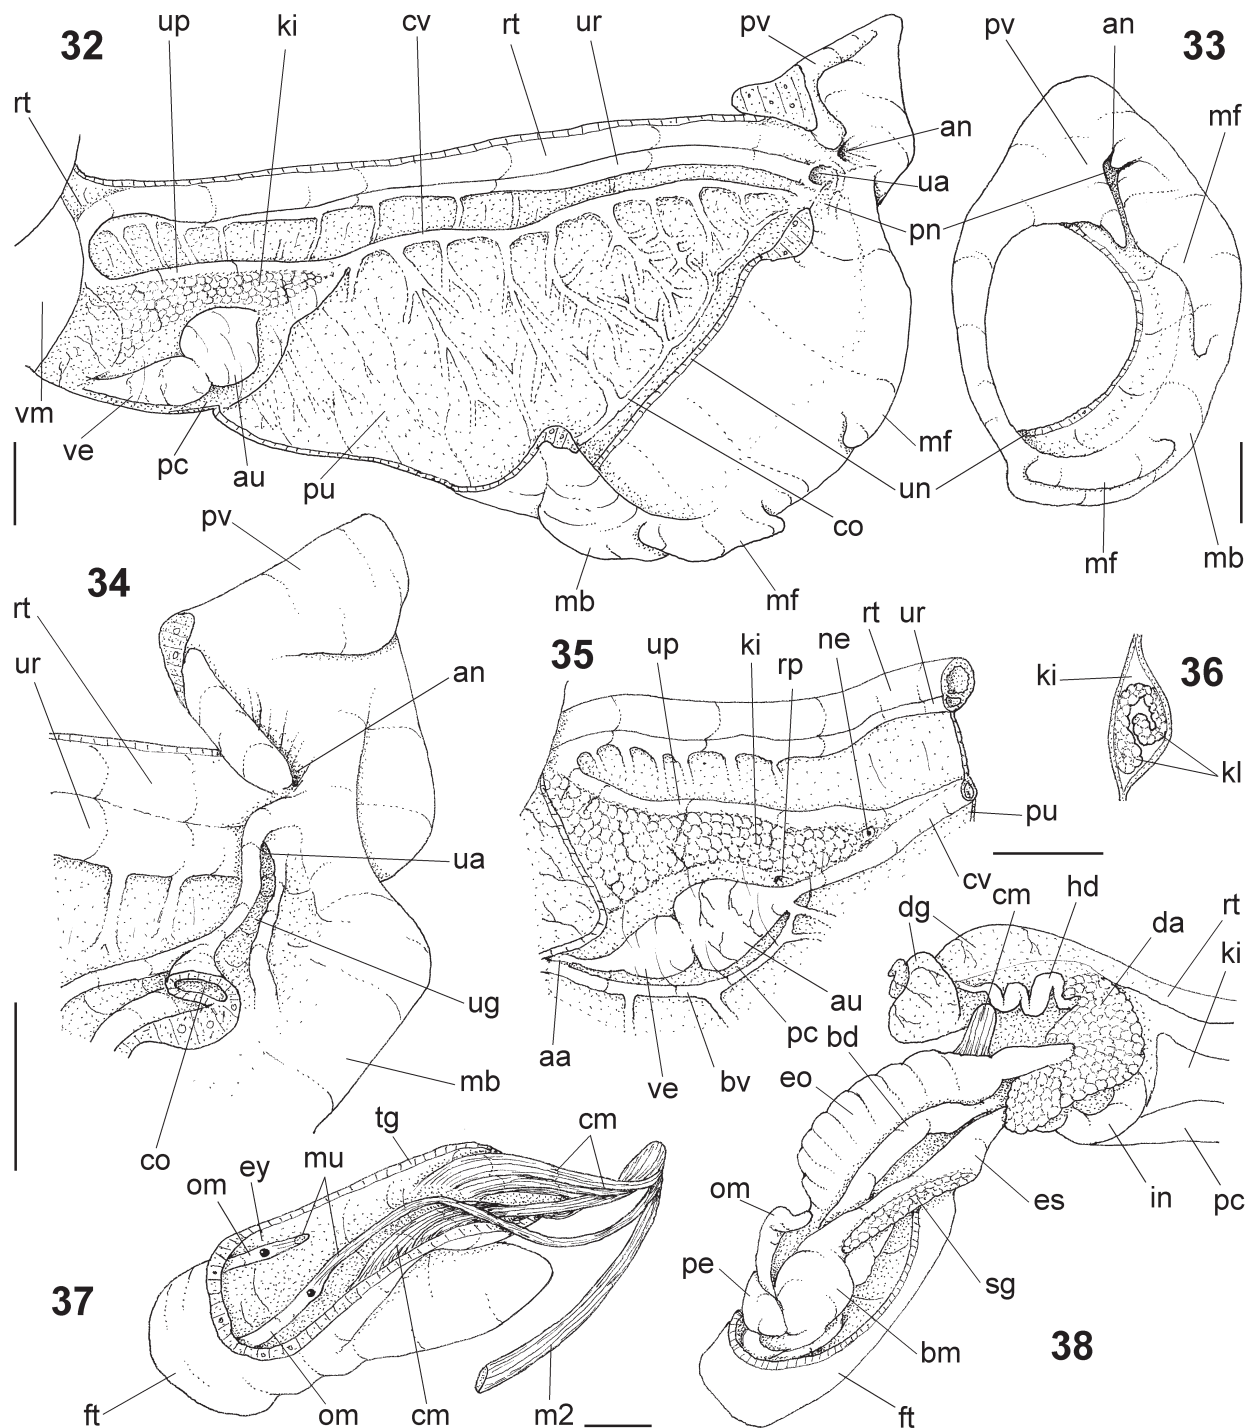 32 up ki cv rt ur pv pv an 33
rt mf
an
ua
pn
vm ve pc au pu mf
un
co
pv mb mf mf mb
34
rt
ur an
35 up ki rp ne rt ur
ki 36
kl
pu
ua
cv cm hd
dg da rt
ki
ug
au
pc bd
aa ve bv eo
mb
co
om ey mu tg cm
om es in pc
pe sg
37
bm 38
ft om cm m2 ft